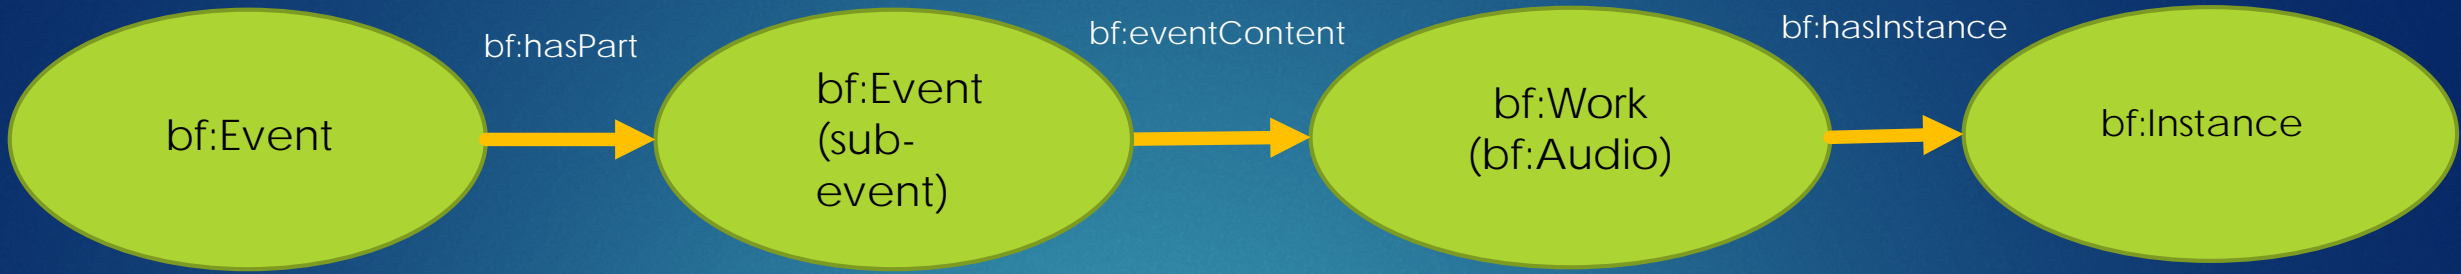 bf:Event
bf:hasPart
bf:Event
(sub-
event)
bf:eventContent
bf:Work
(bf:Audio)
bf:hasInstance
bf:Instance